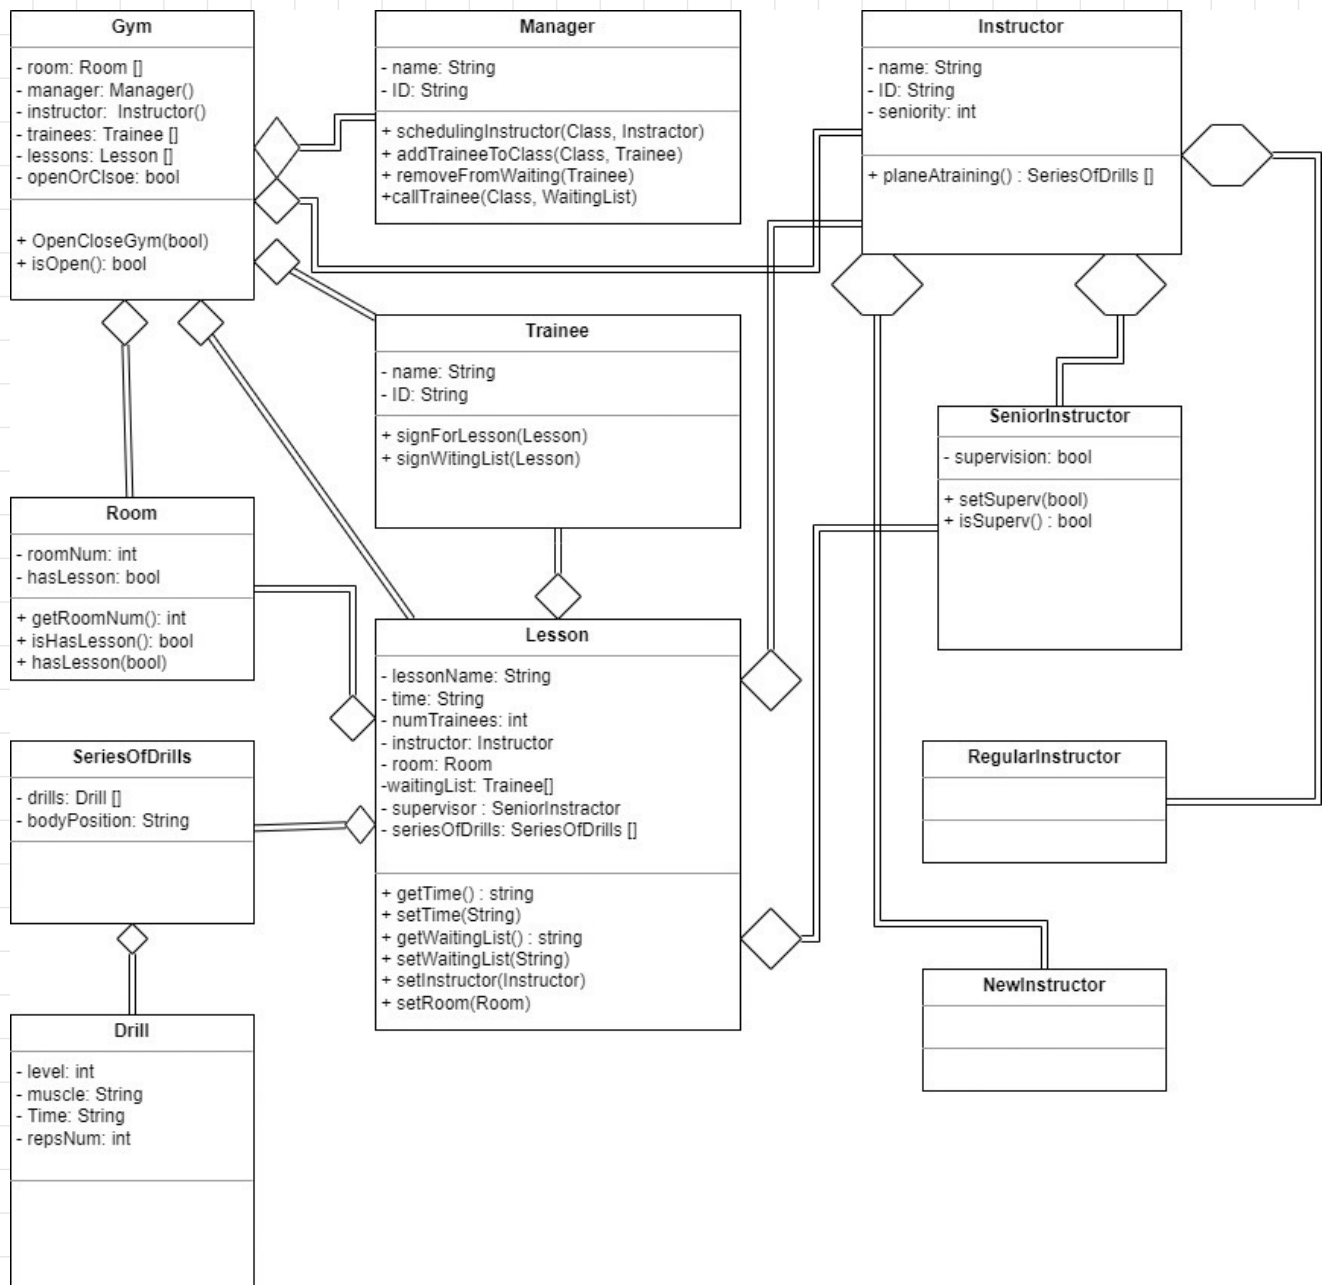 Gym
- room: Room []
- manager: Manager()
- instructor:  Instructor()
- trainees: Trainee []
- lessons: Lesson []
- openOrClsoe: bool
+ OpenCloseGym(bool)
+ isOpen(): bool
Manager
- name: String
- ID: String
+ schedulingInstructor(Class, Instractor)
+ addTraineeToClass(Class, Trainee)
+ removeFromWaiting(Trainee)
+callTrainee(Class, WaitingList)
Instructor
- name: String
- ID: String
- seniority: int
+ planeAtraining() : SeriesOfDrills []
Trainee
- name: String
- ID: String
+ signForLesson(Lesson)
+ signWitingList(Lesson)
SeniorInstructor
- supervision: bool
+ setSuperv(bool)
+ isSuperv() : bool
Room
- roomNum: int
- hasLesson: bool
+ getRoomNum(): int
+ isHasLesson(): bool
+ hasLesson(bool)
Lesson
- lessonName: String
- time: String
- numTrainees: int
- instructor: Instructor
- room: Room
-waitingList: Trainee[]
- supervisor : SeniorInstractor
- seriesOfDrills: SeriesOfDrills []
+ getTime() : string
+ setTime(String)
+ getWaitingList() : string
+ setWaitingList(String)
+ setInstructor(Instructor)
+ setRoom(Room)
SeriesOfDrills
- drills: Drill []
- bodyPosition: String
RegularInstructor
NewInstructor
Drill
- level: int
- muscle: String
- Time: String
- repsNum: int